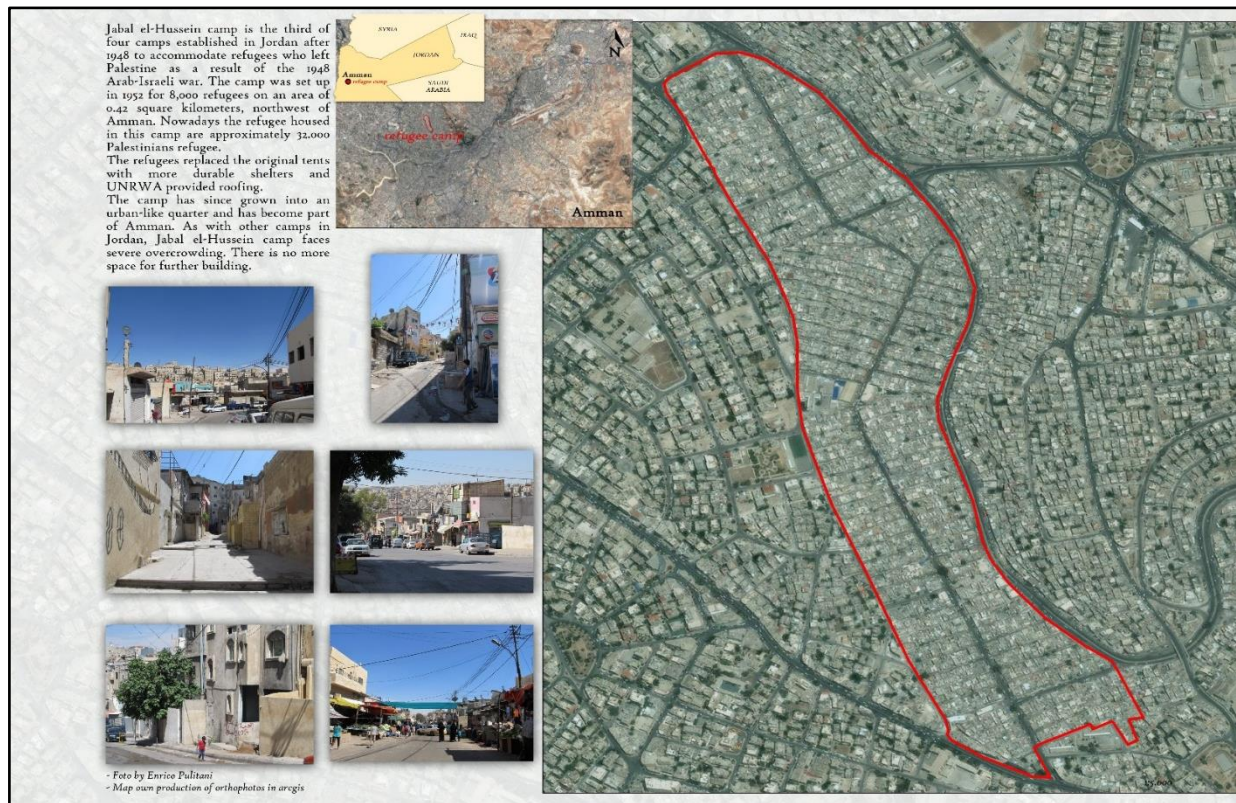 Jabal el-Hussein camp is the third of
four camps established in Jordan after
1948 to accommodate refugees who left
Palestine as a result of the 1948
Arab-Israeli war. The camp was set up
in 1952 for 8,000 refugees on an area of
0.42 square kilometers, northwest of
Amman. Nowadays the refugee housed
in this camp are approximately 32.000
Palestinians refugee.
The refugees replaced the original tents
with more durable shelters and
UNRWA provided roofing.
The camp has since grown into an
urban-like quarter and has become part
of Amman. As with other camps in
Jordan, Jabal el-Hussein camp faces
severe overcrowding. There is no more
space for further building.
SYRIA
IRAQ
JORDAN
Amman
refugee camp
SAUDI
ARABIA
N
refugee camp
Amman
- Foto by Enrico Pulitani
- Map own production of orthophotos in arcgis